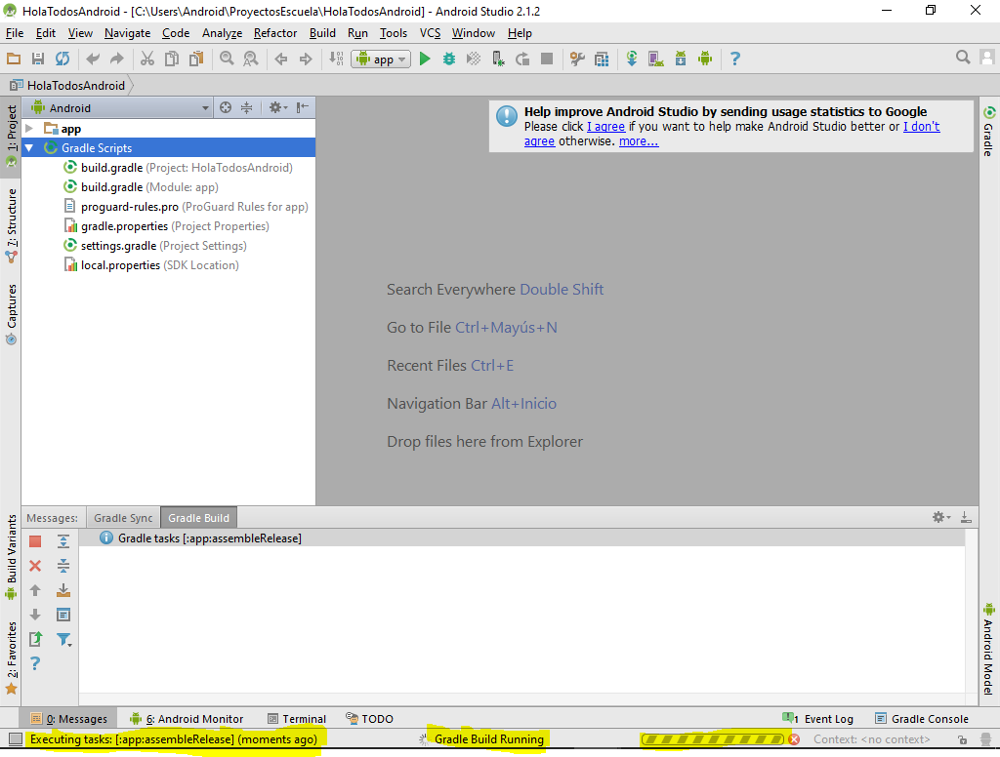 HolaTodosAndroid - [C:\Users\Android\ProyectosEscuela\HolaTodosAndroid] - Android Studio 2.1.2
File Edit View Navigate Code Analyze Refactor Build Run Tools VCS Window Help
app
HolaTodosAndroid
1: Project
7: Structure
Captures
Build Variants
2: Favorites
Android
app
Gradle Scripts
build.gradle (Project: HolaTodosAndroid)
build.gradle (Module: app)
proguard-rules.pro (ProGuard Rules for app)
gradle.properties (Project Properties)
settings.gradle (Project Settings)
local.properties (SDK Location)
Help improve Android Studio by sending usage statistics to Google
Please click I agree if you want to help make Android Studio better or I don't
agree otherwise. more...
Search Everywhere Double Shift
Go to File Ctrl+Mayús+N
Recent Files Ctrl+E
Navigation Bar Alt+Inicio
Drop files here from Explorer
Gradle
Android Model
Messages: Gradle Sync Gradle Build
Gradle tasks [:app:assembleRelease]
0: Messages 6: Android Monitor Terminal TODO 1 Event Log Gradle Console
Executing tasks: [:app:assembleRelease] (moments ago) Gradle Build Running Context: <no context>